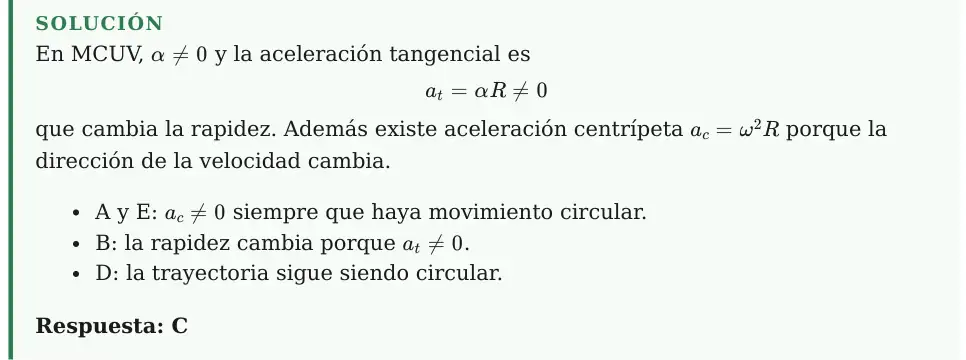 SOLUCIÓN
En MCUV, α ≠ 0 y la aceleración tangencial es
aₜ = αR ≠ 0
que cambia la rapidez. Además existe aceleración centrípeta a_c = ω²R porque la
dirección de la velocidad cambia.
• A y E: a_c ≠ 0 siempre que haya movimiento circular.
• B: la rapidez cambia porque aₜ ≠ 0.
• D: la trayectoria sigue siendo circular.
Respuesta: C